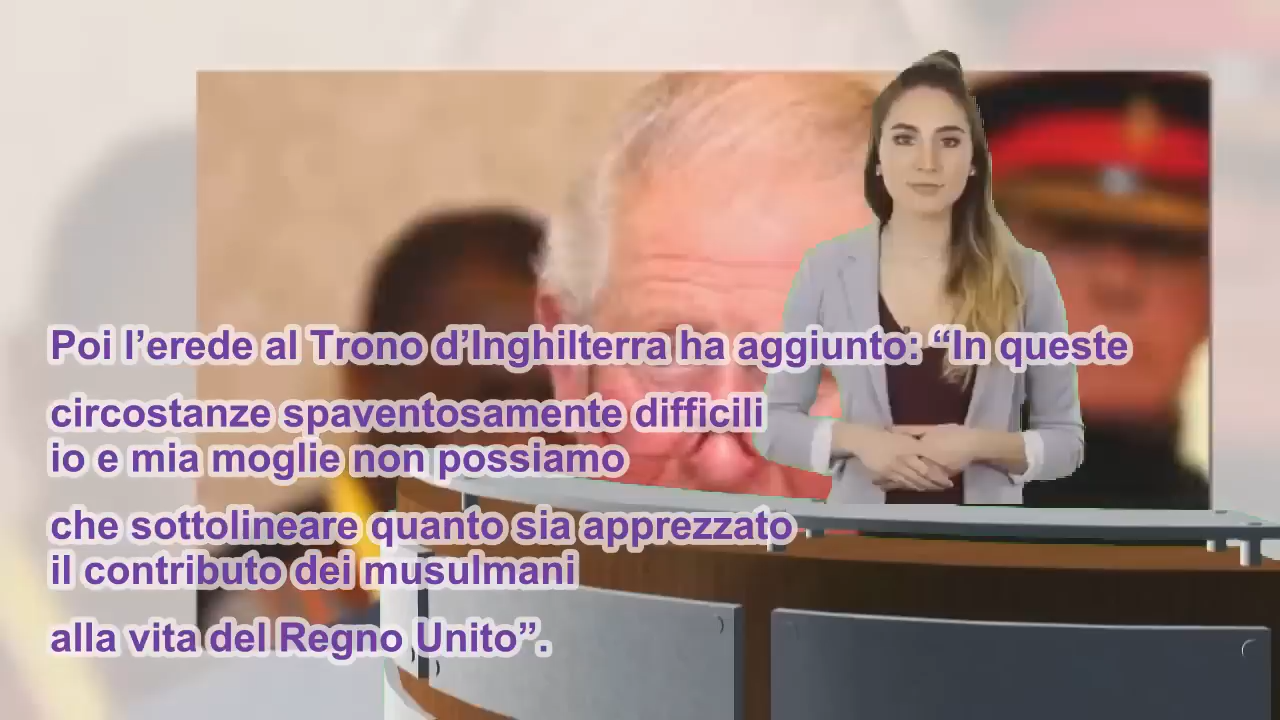 Poi l’erede al Trono d’Inghilterra ha aggiunto: “In queste
circostanze spaventosamente difficili
io e mia moglie non possiamo
che sottolineare quanto sia apprezzato
il contributo dei musulmani
alla vita del Regno Unito”.